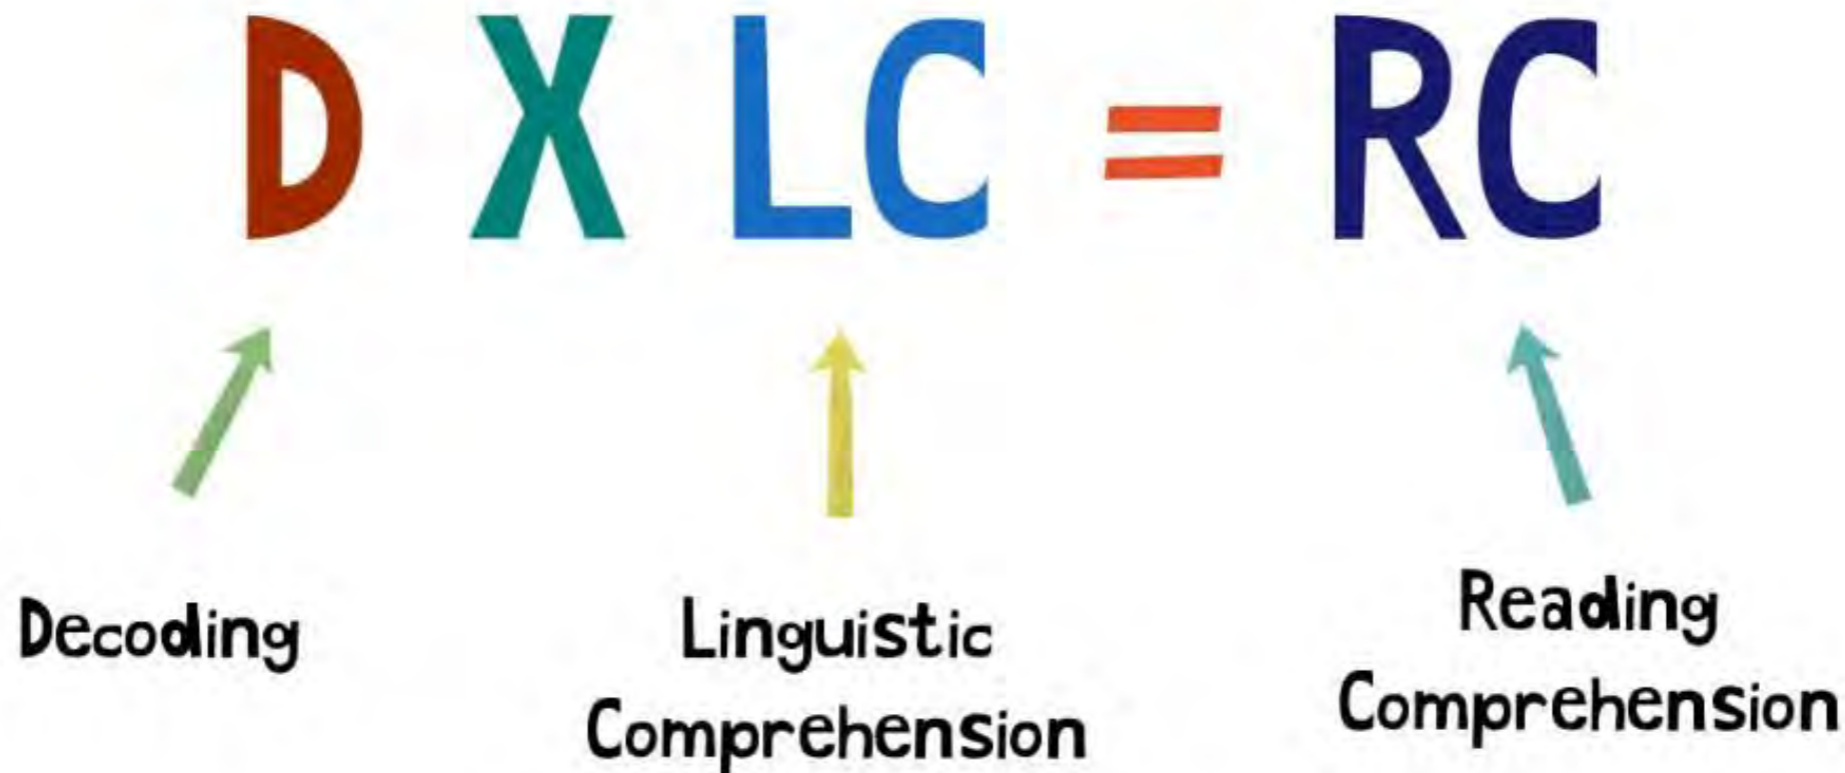 D X LC = RC
Decoding
Linguistic
Comprehension
Reading
Comprehension